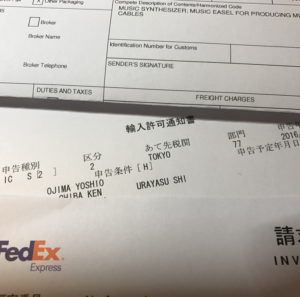 Other Packaging
Broker
Broker Name
Broker Telephone
Complete Description of Contents/Harmonized Code
MUSIC SYNTHESIZER, MUSIC EASEL FOR PRODUCING
CABLES
Identification Number for Customs
SENDER'S SIGNATURE
DUTIES AND TAXES
FREIGHT CHARGES
輸入許可通知書
申告種別 区分 あて先税関 部門
IC S [2] 2 TOKYO 77 2016
申告条件 [H] 申告予定年月日
OJIMA YOSHIO
CHIBA KEN URAYASU SHI
FedEx
Express
請
INV